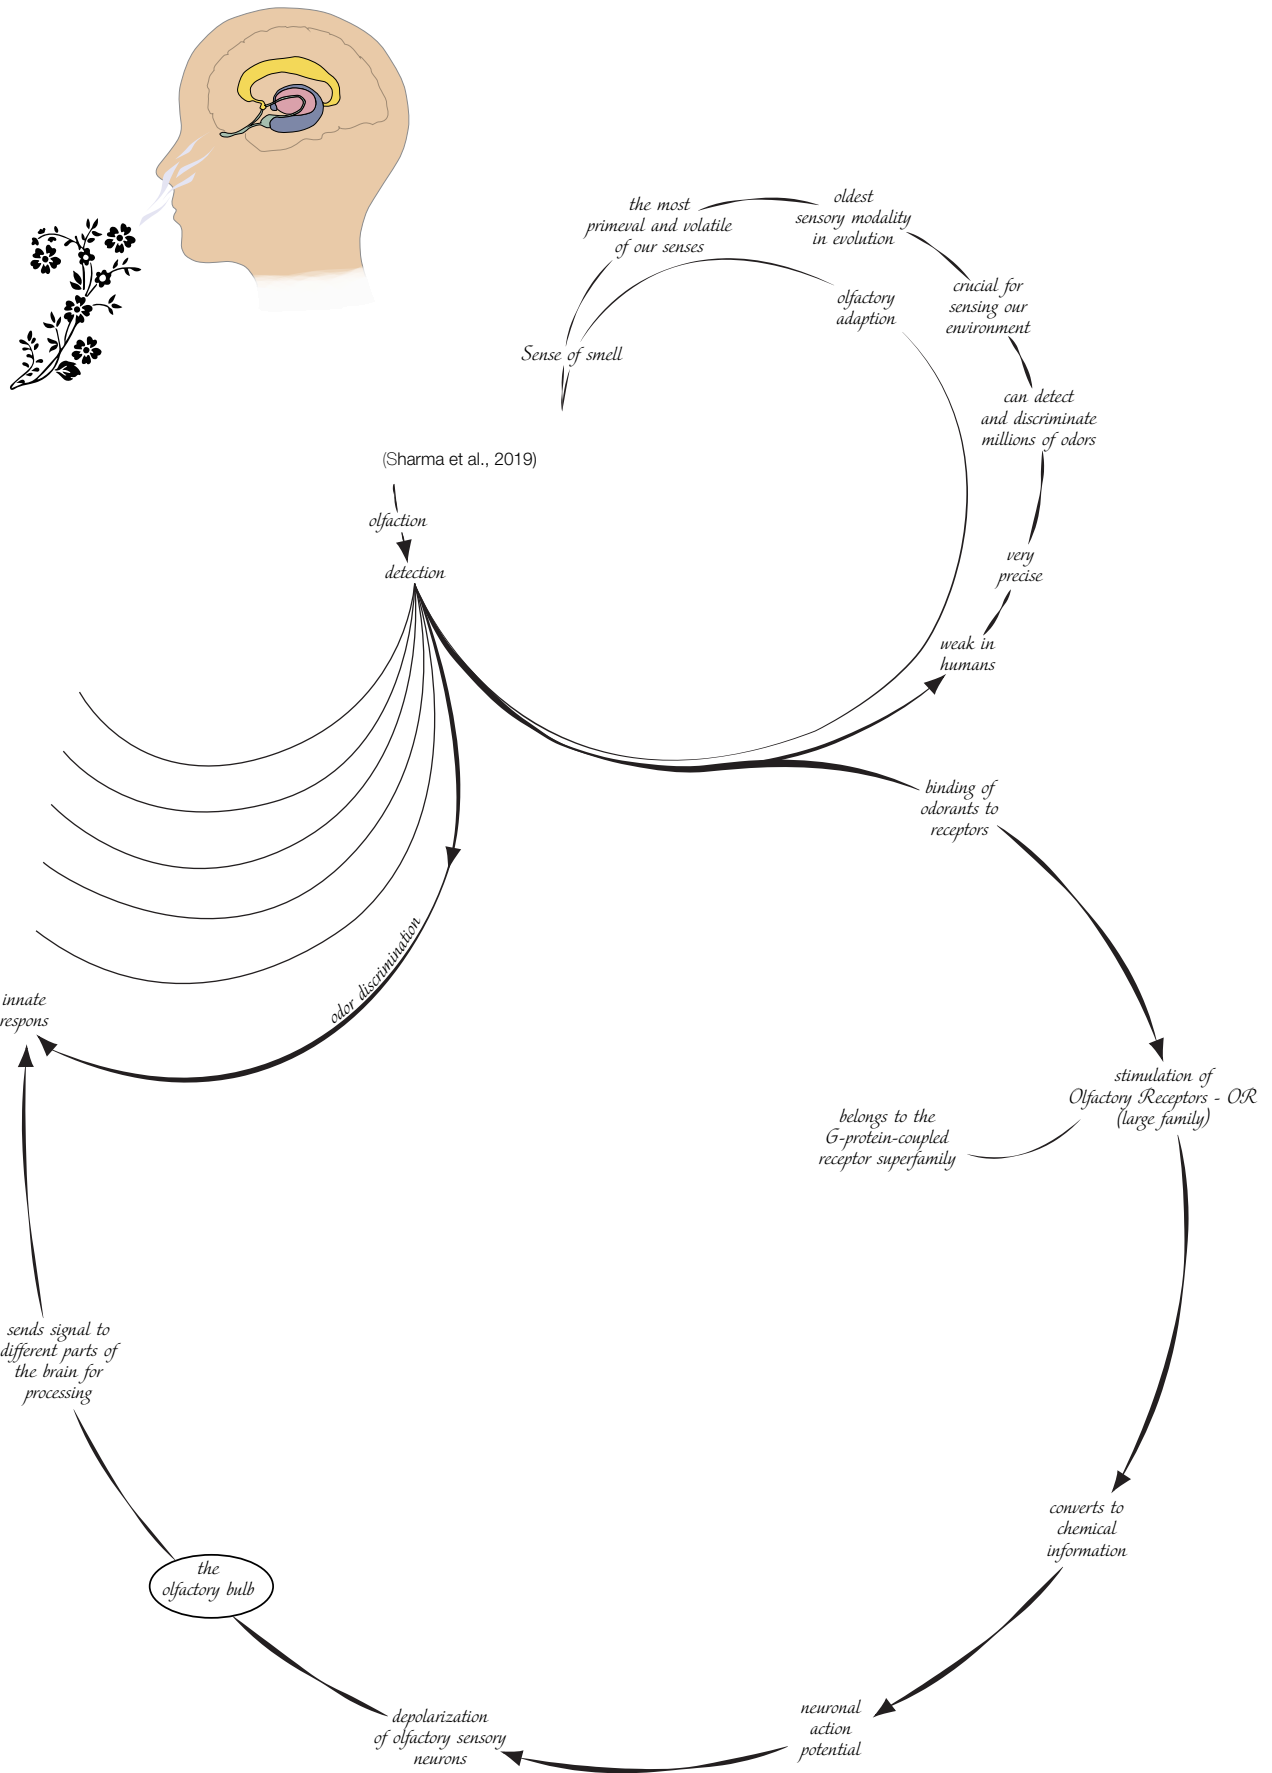 the most
primeval and volatile
of our senses
oldest
sensory modality
in evolution
crucial for
sensing our
environment
olfactory
adaption
Sense of smell
can detect
and discriminate
millions of odors
(Sharma et al., 2019)
olfaction
detection
very
precise
weak in
humans
binding of
odorants to
receptors
odor discrimination
innate
respons
stimulation of
Olfactory Receptors - OR
(large family)
belongs to the
G-protein-coupled
receptor superfamily
sends signal to
different parts of
the brain for
processing
converts to
chemical
information
the
olfactory bulb
neuronal
action
potential
depolarization
of olfactory sensory
neurons